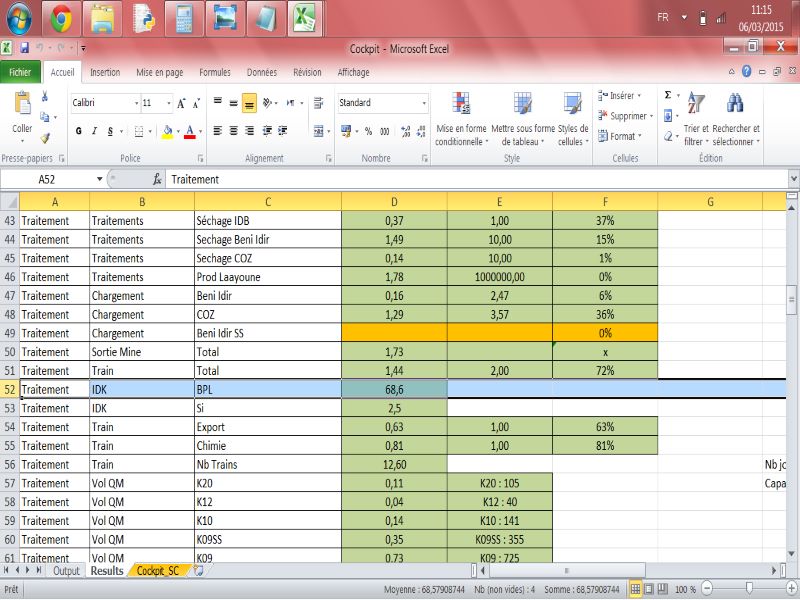 FR
11:15
06/03/2015
Cockpit - Microsoft Excel
Fichier Accueil Insertion Mise en page Formules Données Révision Affichage
Coller
Calibri 11
G I S
Standard
% 000
Mise en forme conditionnelle
Mettre sous forme de tableau
Styles de cellules
Insérer
Supprimer
Format
Trier et filtrer
Rechercher et sélectionner
Presse-papiers Police Alignement Nombre Style Cellules Édition
A52 fx Traitement
A B C D E F G
43 Traitement Traitements Séchage IDB 0,37 1,00 37%
44 Traitement Traitements Sechage Beni Idir 1,49 10,00 15%
45 Traitement Traitements Sechage COZ 0,14 10,00 1%
46 Traitement Traitements Prod Laayoune 1,78 1000000,00 0%
47 Traitement Chargement Beni Idir 0,16 2,47 6%
48 Traitement Chargement COZ 1,29 3,57 36%
49 Traitement Chargement Beni Idir SS 0%
50 Traitement Sortie Mine Total 1,73 x
51 Traitement Train Total 1,44 2,00 72%
52 Traitement IDK BPL 68,6
53 Traitement IDK Si 2,5
54 Traitement Train Export 0,63 1,00 63%
55 Traitement Train Chimie 0,81 1,00 81%
56 Traitement Train Nb Trains 12,60 Nb jo
57 Traitement Vol QM K20 0,11 K20 : 105 Capa
58 Traitement Vol QM K12 0,04 K12 : 40
59 Traitement Vol QM K10 0,14 K10 : 141
60 Traitement Vol QM K09SS 0,35 K09SS : 355
61 Traitement Vol QM K09 0,73 K09 : 725
Output Results Cockpit_SC
Prêt Moyenne : 68,57908744 Nb (non vides) : 4 Somme : 68,57908744 100 %